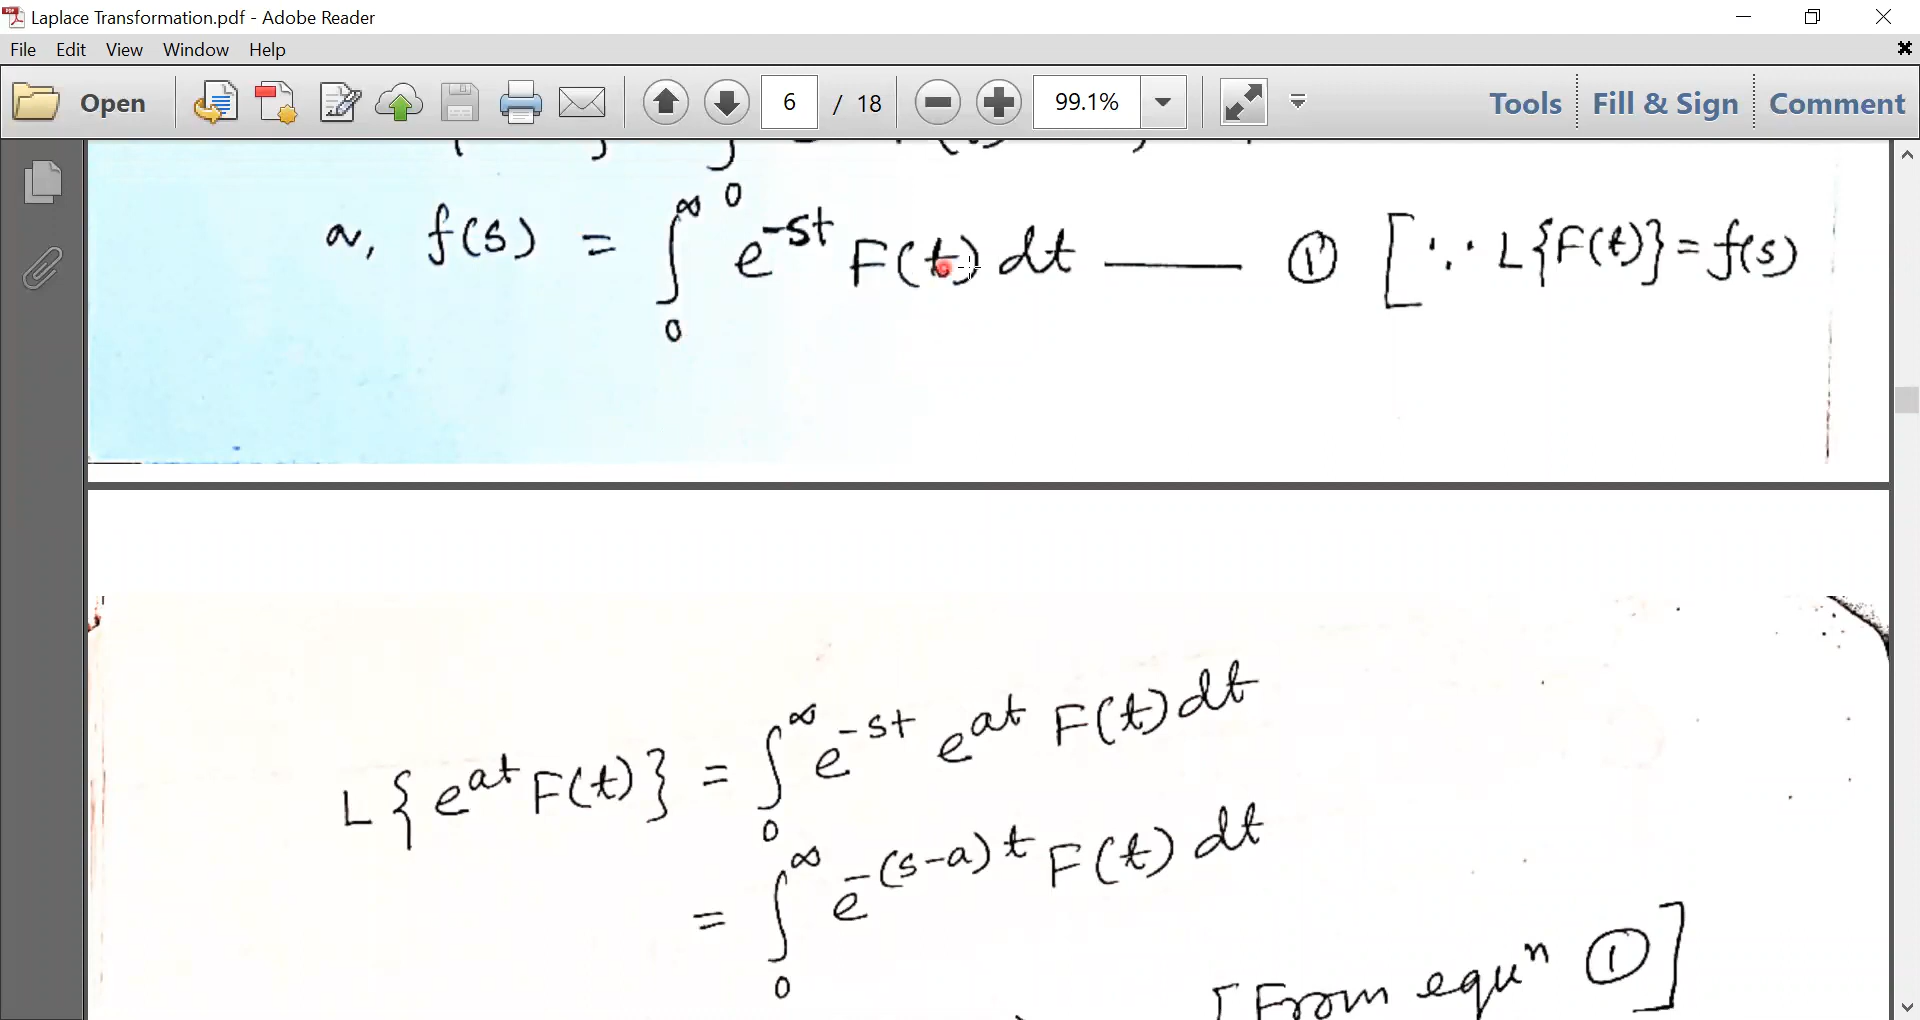 Laplace Transformation.pdf - Adobe Reader
File Edit View Window Help
Open 6 / 18 99.1% Tools Fill & Sign Comment
f(s) = ∫₀^∞ e^{-st} F(t) dt —— ① [∵ L{F(t)} = f(s)
L{e^{at} F(t)} = ∫₀^∞ e^{-st} e^{at} F(t) dt
= ∫₀^∞ e^{-(s-a)t} F(t) dt
[From equⁿ ①]